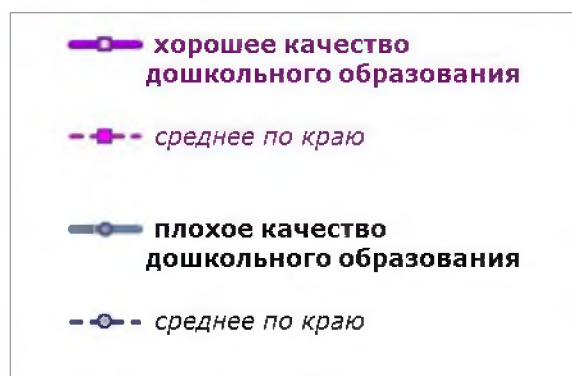 хорошее качество
дошкольного образования
среднее по краю
плохое качество
дошкольного образования
среднее по краю